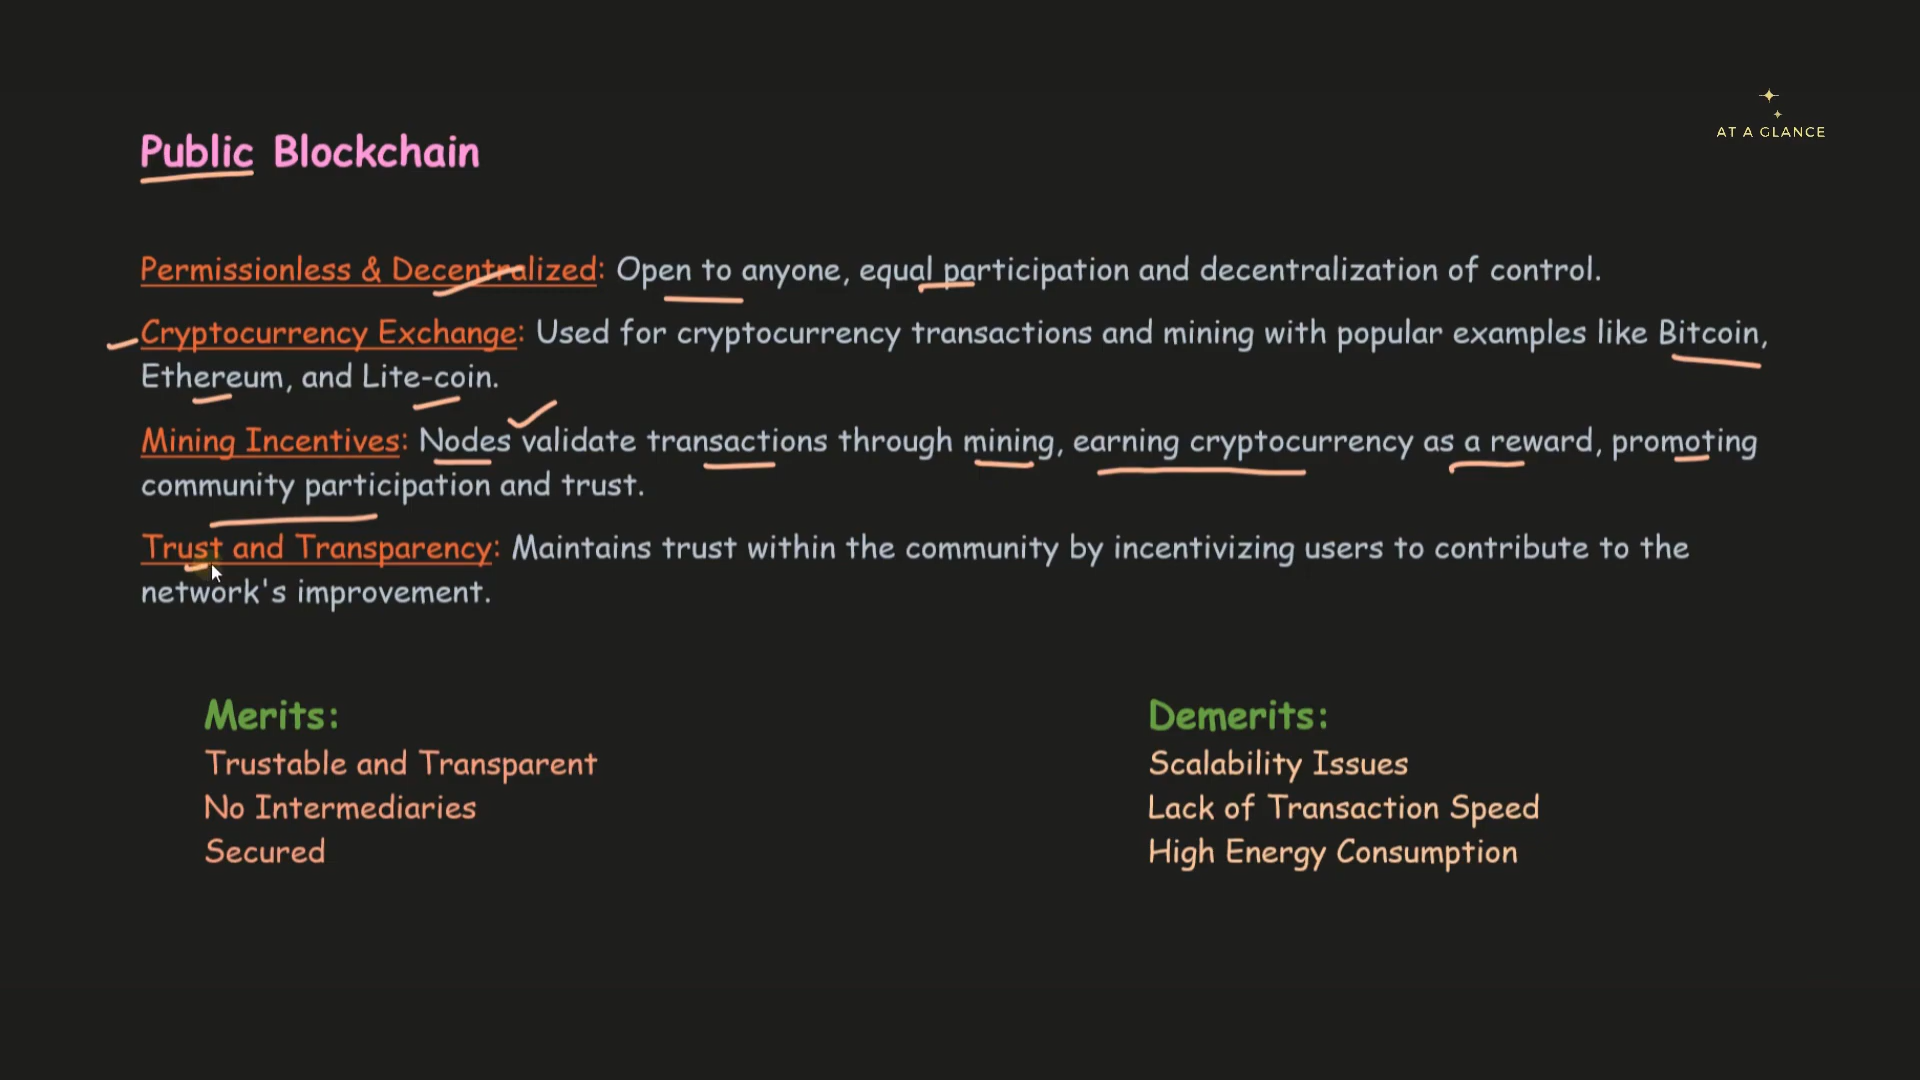 AT A GLANCE
Public Blockchain
Permissionless & Decentralized: Open to anyone, equal participation and decentralization of control.
Cryptocurrency Exchange: Used for cryptocurrency transactions and mining with popular examples like Bitcoin,
Ethereum, and Lite-coin.
Mining Incentives: Nodes validate transactions through mining, earning cryptocurrency as a reward, promoting
community participation and trust.
Trust and Transparency: Maintains trust within the community by incentivizing users to contribute to the
network's improvement.
Merits:
Trustable and Transparent
No Intermediaries
Secured
Demerits:
Scalability Issues
Lack of Transaction Speed
High Energy Consumption